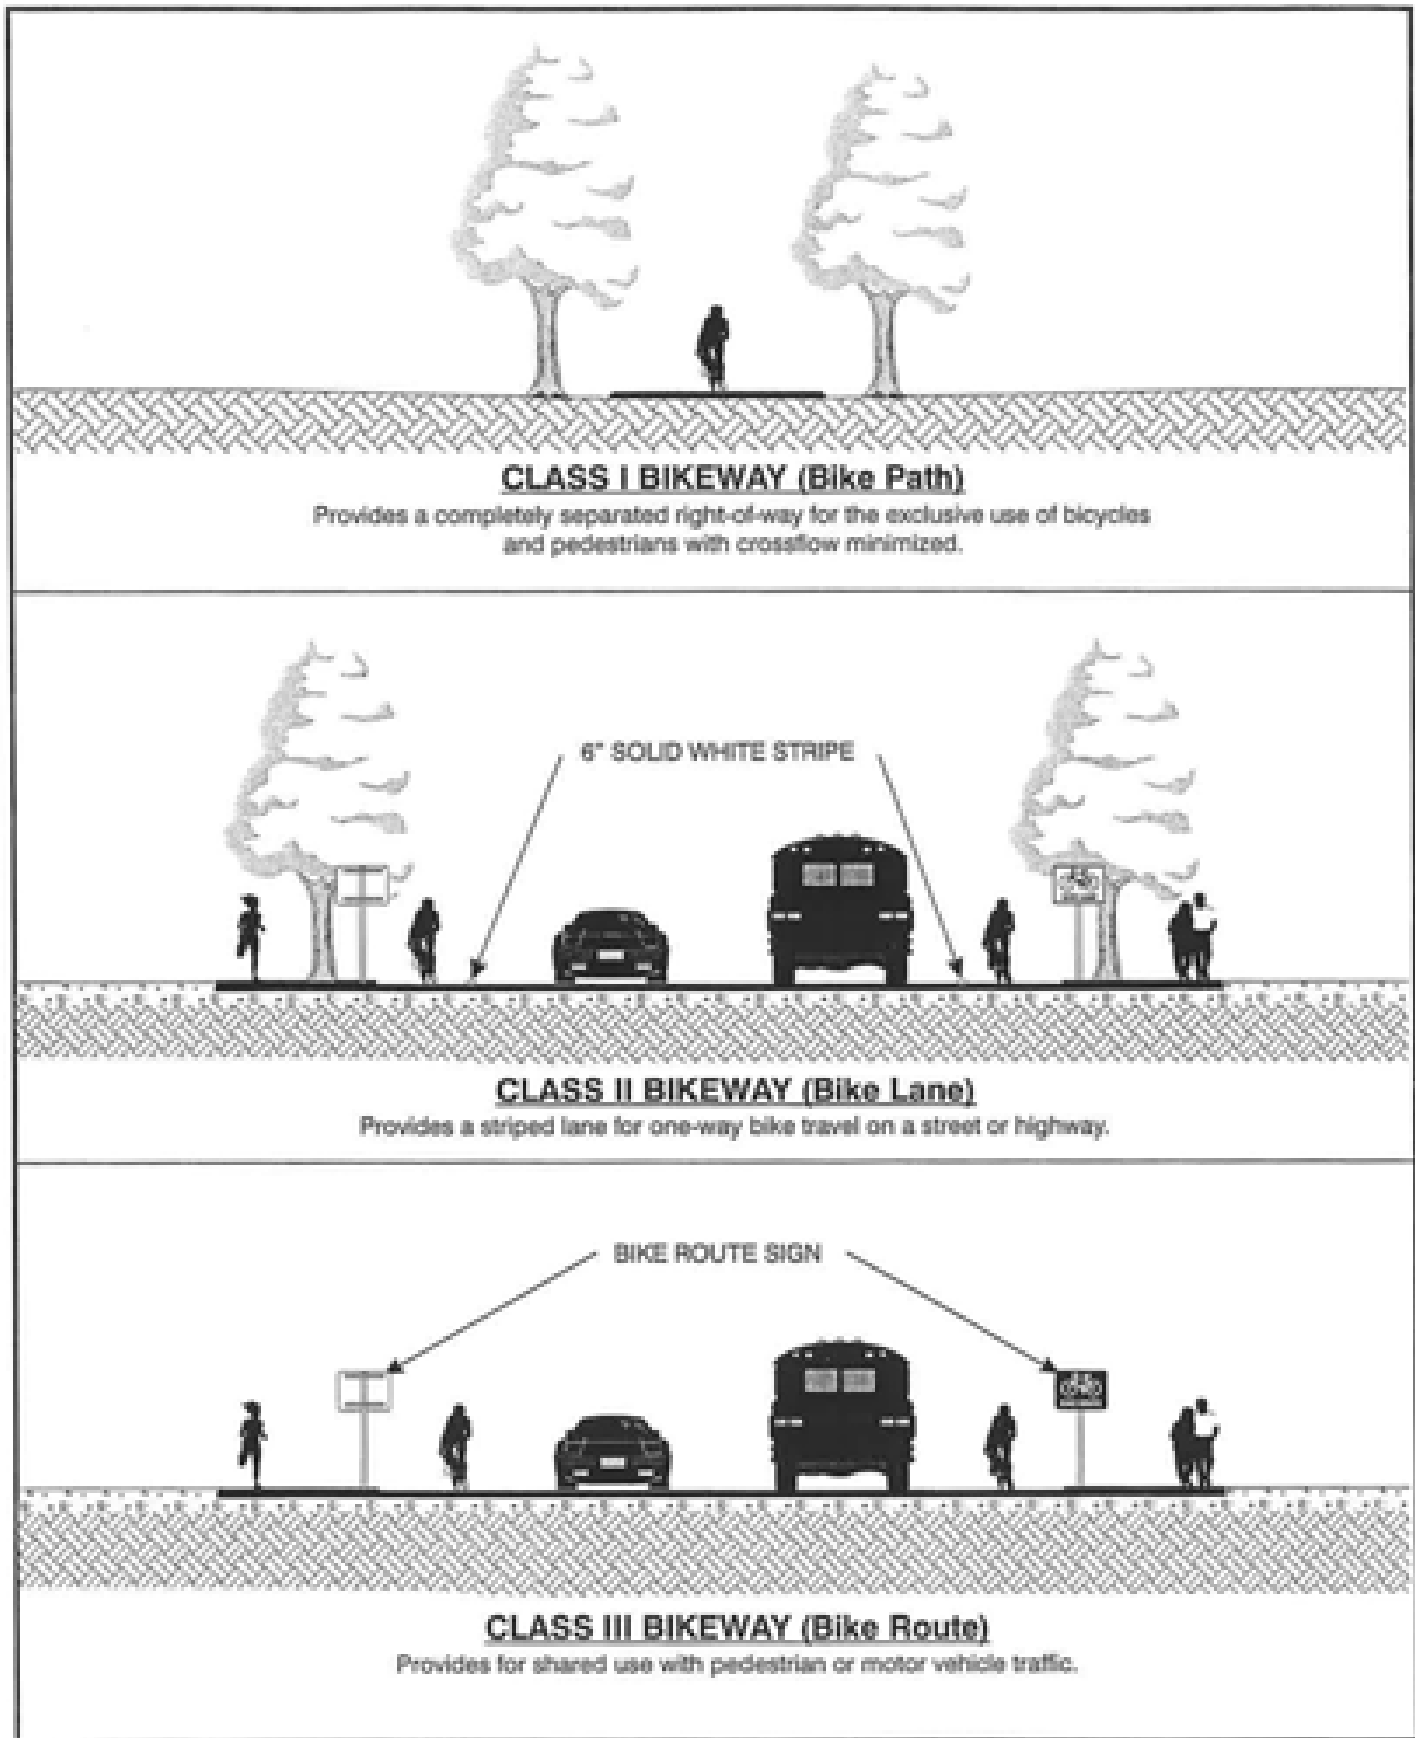 CLASS I BIKEWAY (Bike Path)
Provides a completely separated right-of-way for the exclusive use of bicycles
and pedestrians with crossflow minimized.
6" SOLID WHITE STRIPE
CLASS II BIKEWAY (Bike Lane)
Provides a striped lane for one-way bike travel on a street or highway.
BIKE ROUTE SIGN
CLASS III BIKEWAY (Bike Route)
Provides for shared use with pedestrian or motor vehicle traffic.